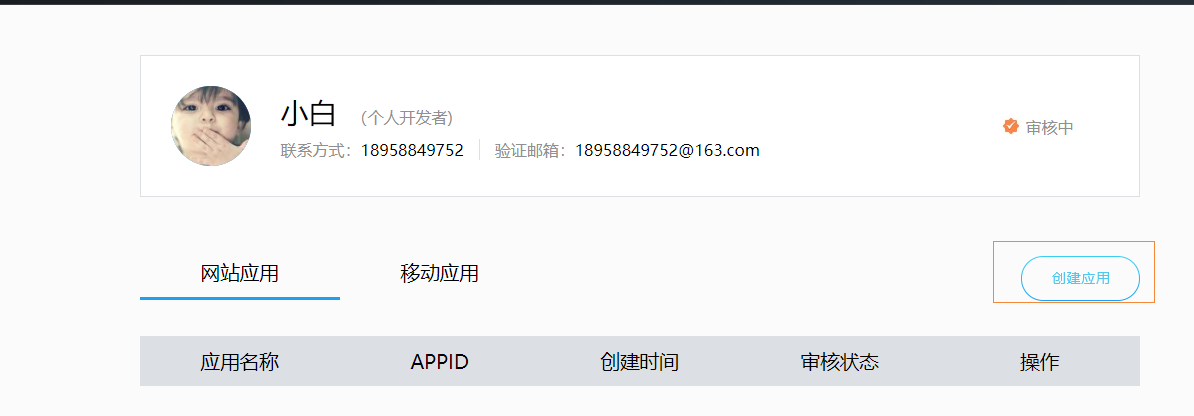 小白 (个人开发者)
审核中
联系方式: 18958849752 验证邮箱: 18958849752@163.com
网站应用 移动应用 创建应用
应用名称 APPID 创建时间 审核状态 操作